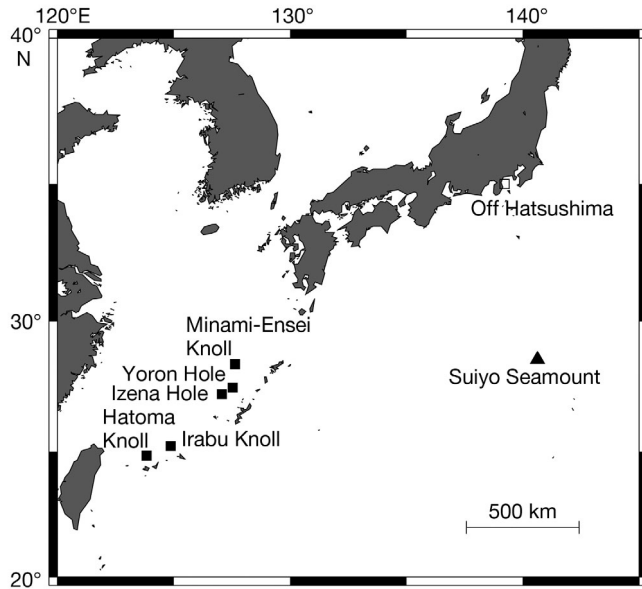 120°E 130° 140°
40°
N
Off Hatsushima
30°
Minami-Ensei
Knoll
Yoron Hole
Suiyo Seamount
Izena Hole
Hatoma
Knoll
Irabu Knoll
500 km
20°